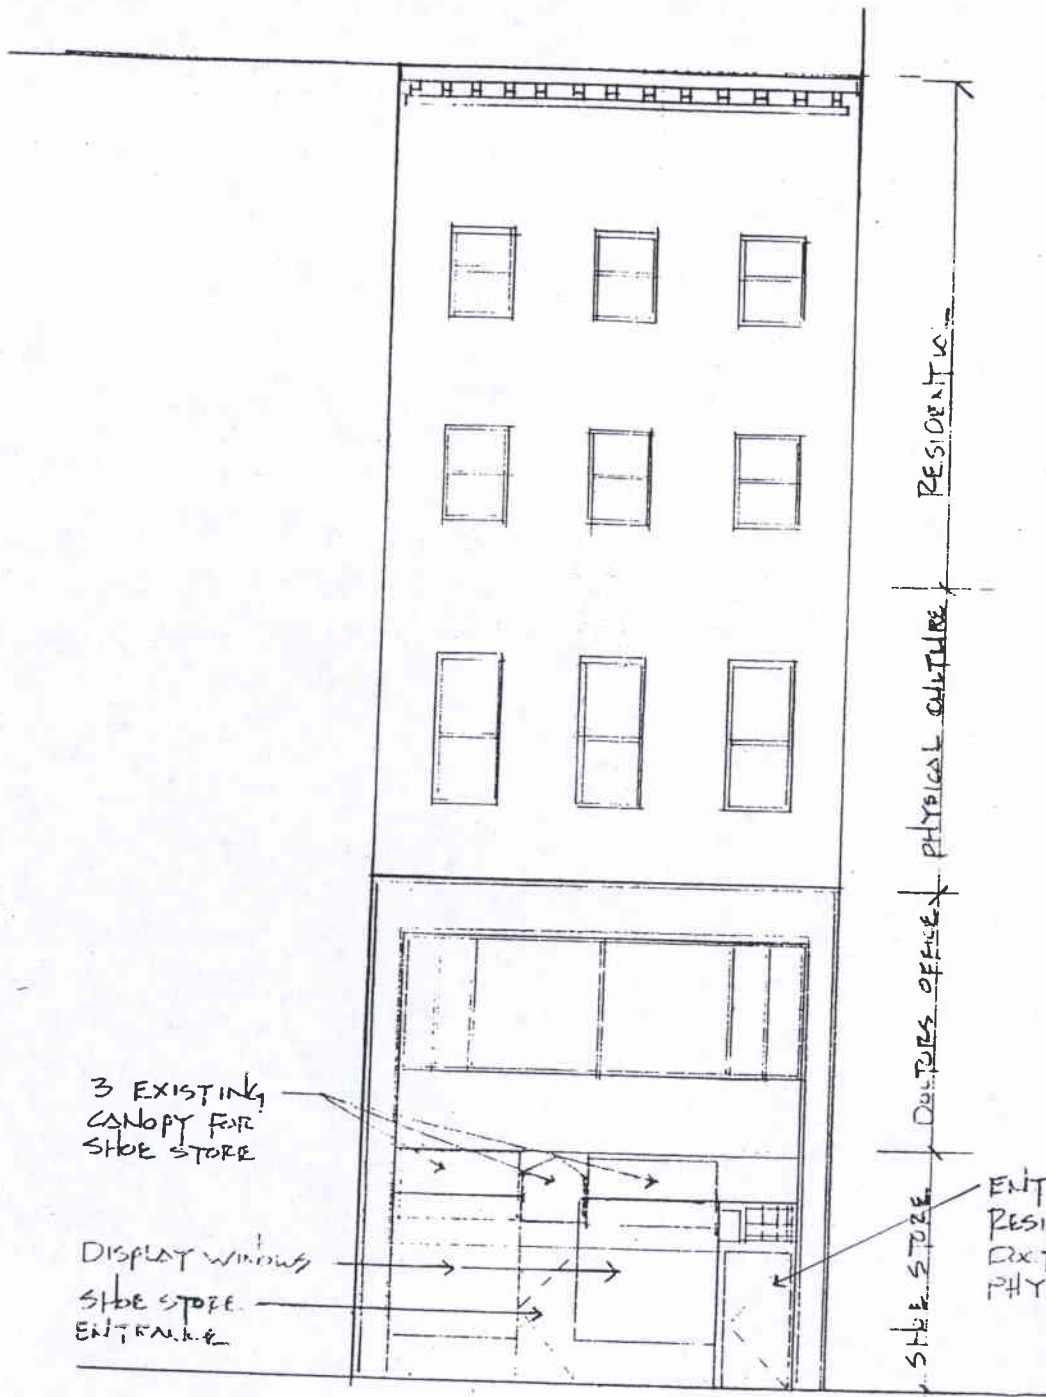 RESIDENTIA
PHYSICAL CULTURE
DOCTORS OFFICE
SHOE STORE
3 EXISTING
CANOPY FOR
SHOE STORE
DISPLAY WINDOWS
SHOE STORE
ENTRANCE
ENT
RESI
PHY